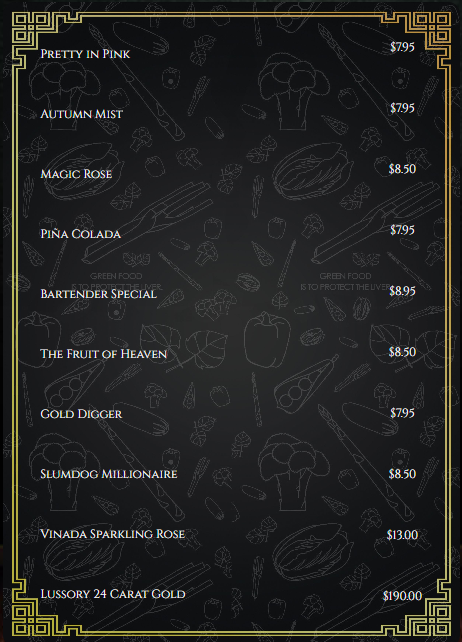 Pretty in Pink $7.95
Autumn Mist $7.95
Magic Rose $8.50
Piña Colada $7.95
GREEN FOOD GREEN FOOD
IS TO PROTECT THE LIVER IS TO PROTECT THE LIVER
Bartender Special $8.95
The Fruit of Heaven $8.50
Gold Digger $7.95
Slumdog Millionaire $8.50
Vinada Sparkling Rose $13.00
Lussory 24 Carat Gold $190.00